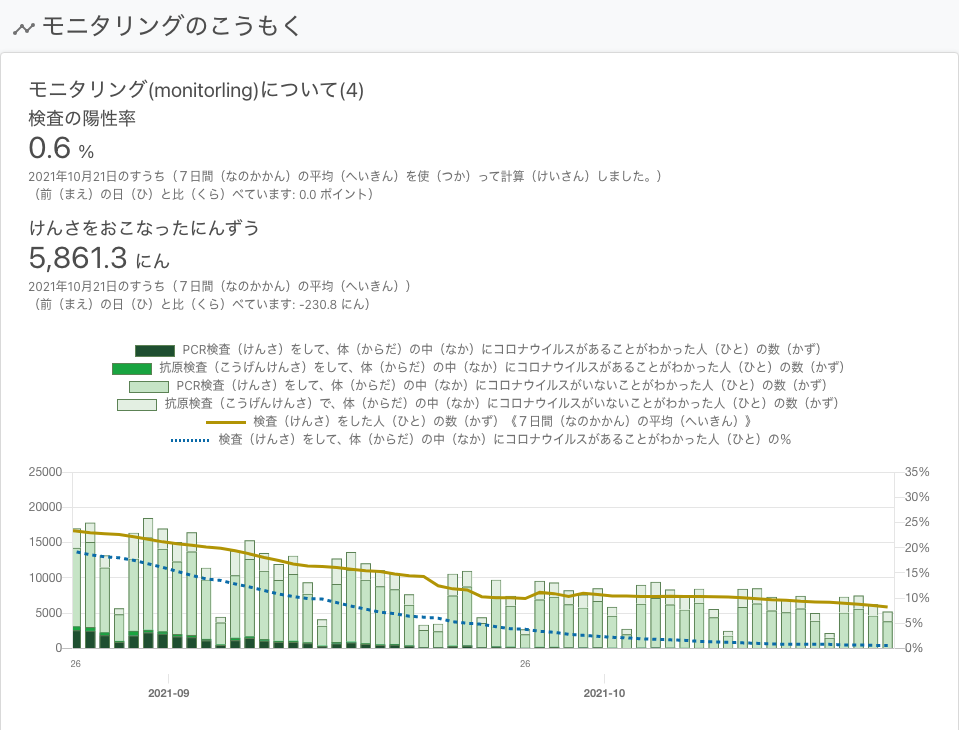 モニタリングのこうもく
モニタリング(monitorling)について(4)
検査の陽性率
0.6 %
2021年10月21日のすうち（７日間（なのかかん）の平均（へいきん）を使（つか）って計算（けいさん）しました。）
（前（まえ）の日（ひ）と比（くら）べています: 0.0 ポイント）
けんさをおこなったにんずう
5,861.3 にん
2021年10月21日のすうち（７日間（なのかかん）の平均（へいきん））
（前（まえ）の日（ひ）と比（くら）べています: -230.8 にん）
PCR検査（けんさ）をして、体（からだ）の中（なか）にコロナウイルスがあることがわかった人（ひと）の数（かず）
抗原検査（こうげんけんさ）をして、体（からだ）の中（なか）にコロナウイルスがあることがわかった人（ひと）の数（かず）
PCR検査（けんさ）をして、体（からだ）の中（なか）にコロナウイルスがいないことがわかった人（ひと）の数（かず）
抗原検査（こうげんけんさ）で、体（からだ）の中（なか）にコロナウイルスがいないことがわかった人（ひと）の数（かず）
検査（けんさ）をした人（ひと）の数（かず）《７日間（なのかかん）の平均（へいきん）》
検査（けんさ）をして、体（からだ）の中（なか）にコロナウイルスがあることがわかった人（ひと）の%
25000 35%
30%
20000
25%
15000 20%
15%
10000
10%
5000
5%
0 0%
26 26
2021-09 2021-10